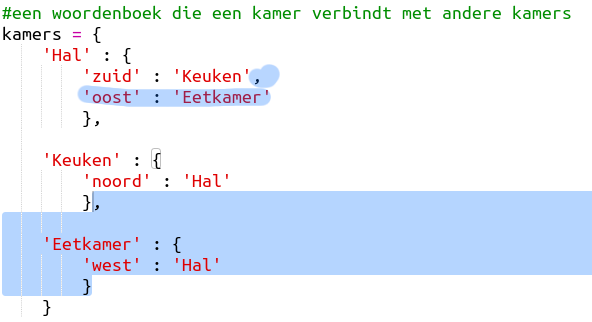 #een woordenboek die een kamer verbindt met andere kamers
kamers = {
    'Hal' : {
        'zuid' : 'Keuken',
        'oost' : 'Eetkamer'
        },

    'Keuken' : {
        'noord' : 'Hal'
        },

    'Eetkamer' : {
        'west' : 'Hal'
        }
    }